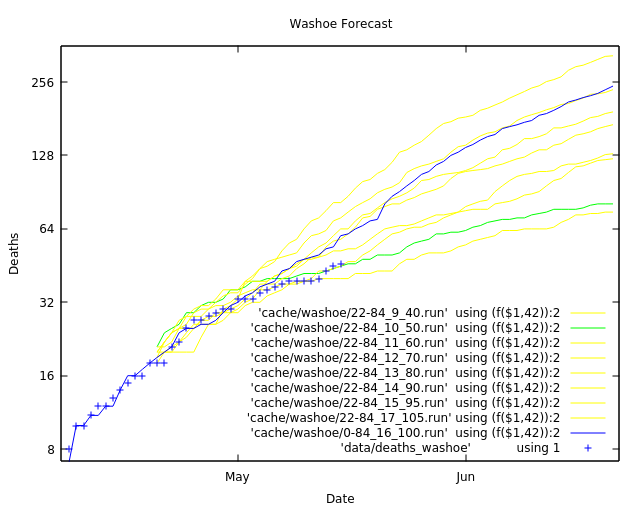 Washoe Forecast
256
128
64
32
16
8
Deaths
'cache/washoe/22-84_9_40.run'  using (f($1,42)):2
'cache/washoe/22-84_10_50.run'  using (f($1,42)):2
'cache/washoe/22-84_11_60.run'  using (f($1,42)):2
'cache/washoe/22-84_12_70.run'  using (f($1,42)):2
'cache/washoe/22-84_13_80.run'  using (f($1,42)):2
'cache/washoe/22-84_14_90.run'  using (f($1,42)):2
'cache/washoe/22-84_15_95.run'  using (f($1,42)):2
'cache/washoe/22-84_17_105.run' using (f($1,42)):2
'cache/washoe/0-84_16_100.run'  using (f($1,42)):2
'data/deaths_washoe'            using 1
May
Jun
Date